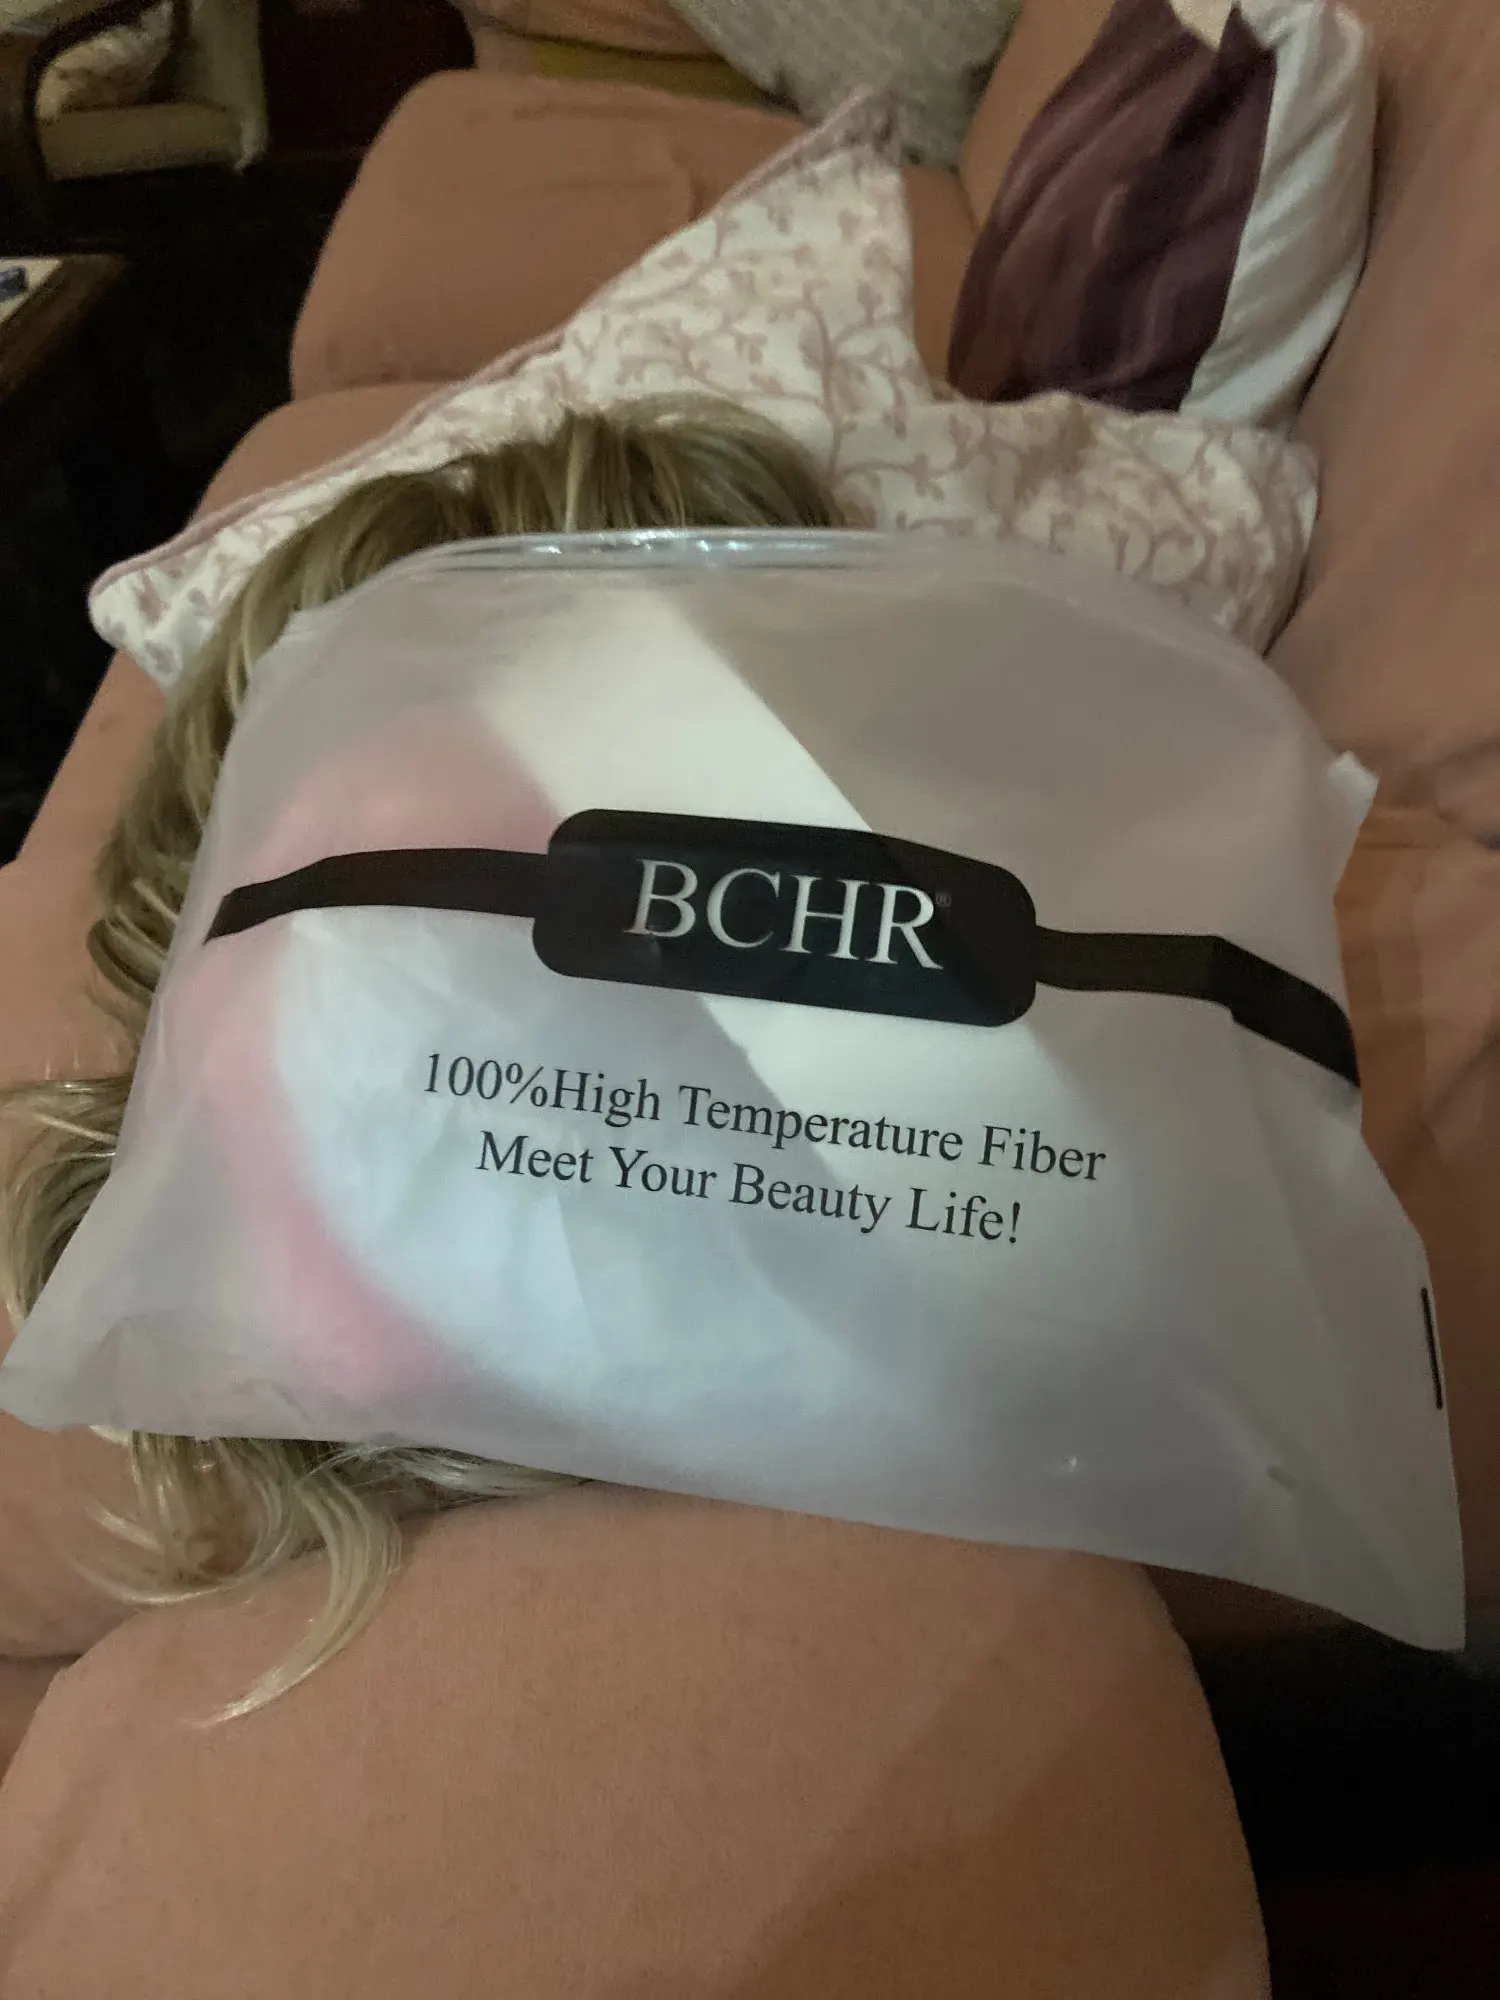 BCHR®
100%High Temperature Fiber
Meet Your Beauty Life!